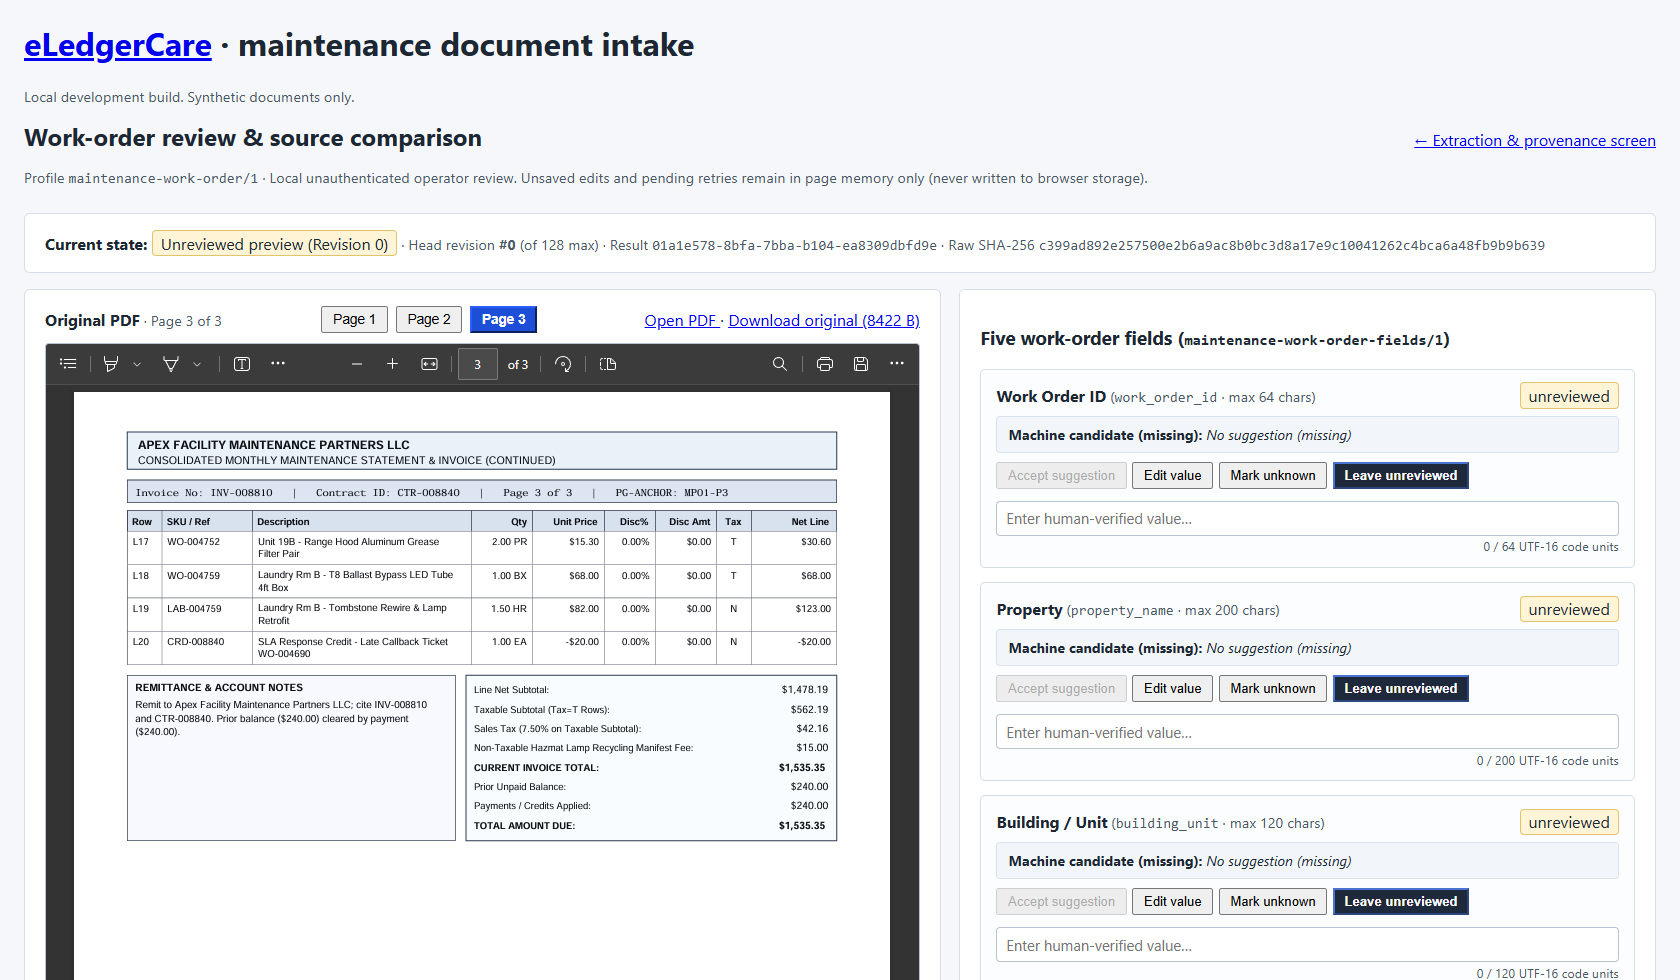 eLedgerCare · maintenance document intake
Local development build. Synthetic documents only.
Work-order review & source comparison
← Extraction & provenance screen
Profile maintenance-work-order/1 · Local unauthenticated operator review. Unsaved edits and pending retries remain in page memory only (never written to browser storage).
Current state: Unreviewed preview (Revision 0) · Head revision #0 (of 128 max) · Result 01a1e578-8bfa-7bba-b104-ea8309dbfd9e · Raw SHA-256 c399ad892e257500e2b6a9ac8b0bc3d8a17e9c10041262c4bca6a48fb9b9b639
Original PDF · Page 3 of 3 Page 1 Page 2 Page 3 Open PDF · Download original (8422 B)
3 of 3
APEX FACILITY MAINTENANCE PARTNERS LLC
CONSOLIDATED MONTHLY MAINTENANCE STATEMENT & INVOICE (CONTINUED)
Invoice No: INV-008810 | Contract ID: CTR-008840 | Page 3 of 3 | PG-ANCHOR: MP01-P3
Row SKU / Ref Description Qty Unit Price Disc% Disc Amt Tax Net Line
L17 WO-004752 Unit 19B - Range Hood Aluminum Grease 2.00 PR $15.30 0.00% $0.00 T $30.60
Filter Pair
L18 WO-004759 Laundry Rm B - T8 Ballast Bypass LED Tube 1.00 BX $68.00 0.00% $0.00 T $68.00
4ft Box
L19 LAB-004759 Laundry Rm B - Tombstone Rewire & Lamp 1.50 HR $82.00 0.00% $0.00 N $123.00
Retrofit
L20 CRD-008840 SLA Response Credit - Late Callback Ticket 1.00 EA -$20.00 0.00% $0.00 N -$20.00
WO-004690
REMITTANCE & ACCOUNT NOTES
Remit to Apex Facility Maintenance Partners LLC; cite INV-008810
and CTR-008840. Prior balance ($240.00) cleared by payment
($240.00).
Line Net Subtotal: $1,478.19
Taxable Subtotal (Tax=T Rows): $562.19
Sales Tax (7.50% on Taxable Subtotal): $42.16
Non-Taxable Hazmat Lamp Recycling Manifest Fee: $15.00
CURRENT INVOICE TOTAL: $1,535.35
Prior Unpaid Balance: $240.00
Payments / Credits Applied: $240.00
TOTAL AMOUNT DUE: $1,535.35
Five work-order fields (maintenance-work-order-fields/1)
Work Order ID (work_order_id · max 64 chars) unreviewed
Machine candidate (missing): No suggestion (missing)
Accept suggestion Edit value Mark unknown Leave unreviewed
Enter human-verified value...
0 / 64 UTF-16 code units
Property (property_name · max 200 chars) unreviewed
Machine candidate (missing): No suggestion (missing)
Accept suggestion Edit value Mark unknown Leave unreviewed
Enter human-verified value...
0 / 200 UTF-16 code units
Building / Unit (building_unit · max 120 chars) unreviewed
Machine candidate (missing): No suggestion (missing)
Accept suggestion Edit value Mark unknown Leave unreviewed
Enter human-verified value...
0 / 120 UTF-16 code units